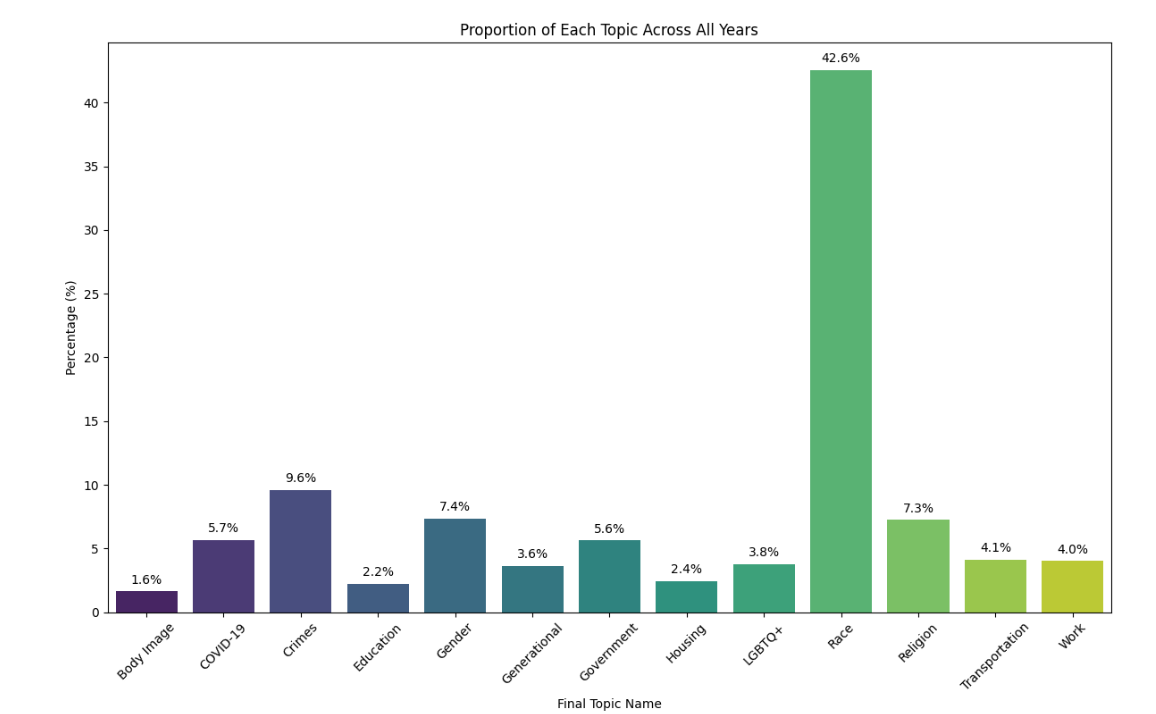 Proportion of Each Topic Across All Years
Percentage (%)
40
35
30
25
20
15
10
5
0
1.6%
5.7%
9.6%
2.2%
7.4%
3.6%
5.6%
2.4%
3.8%
42.6%
7.3%
4.1%
4.0%
Body Image
COVID-19
Crimes
Education
Gender
Generational
Government
Housing
LGBTQ+
Race
Religion
Transportation
Work
Final Topic Name